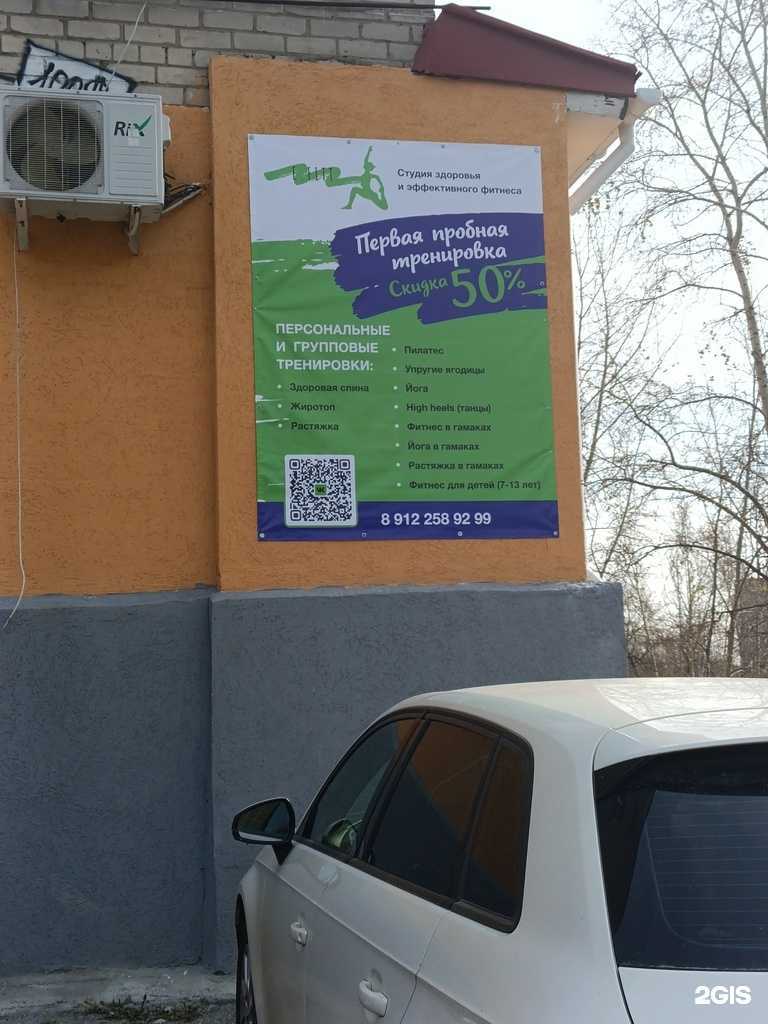 RIX
Студия здоровья
и эффективного фитнеса
Первая пробная
тренировка
Скидка 50%
ПЕРСОНАЛЬНЫЕ
И ГРУППОВЫЕ
ТРЕНИРОВКИ:
• Здоровая спина
• Жиротоп
• Растяжка
• Пилатес
• Упругие ягодицы
• Йога
• High heels (танцы)
• Фитнес в гамаках
• Йога в гамаках
• Растяжка в гамаках
• Фитнес для детей (7-13 лет)
8 912 258 92 99
2GIS